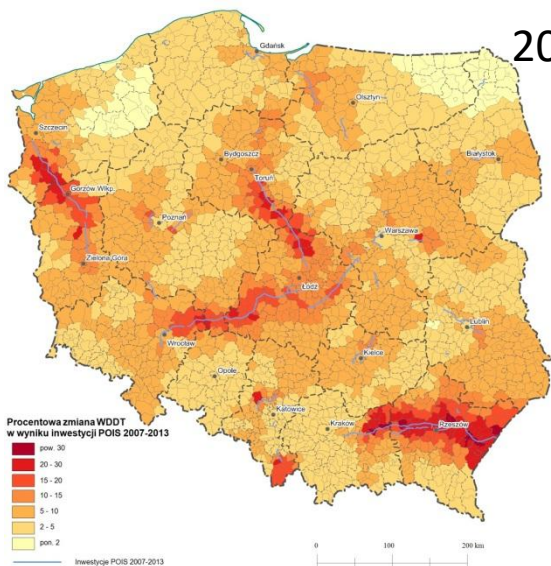 20
Gdańsk
Olsztyn
Szczecin
Bydgoszcz
Białystok
Toruń
Gorzów Wlkp.
Poznań
Warszawa
Zielona Góra
Łódź
Lublin
Wrocław
Kielce
Opole
Katowice
Kraków
Rzeszów
Procentowa zmiana WDDT
w wyniku inwestycji POIS 2007-2013
pow. 30
20 - 30
15 - 20
10 - 15
5 - 10
2 - 5
pon. 2
Inwestycje POIS 2007-2013
0 100 200 km